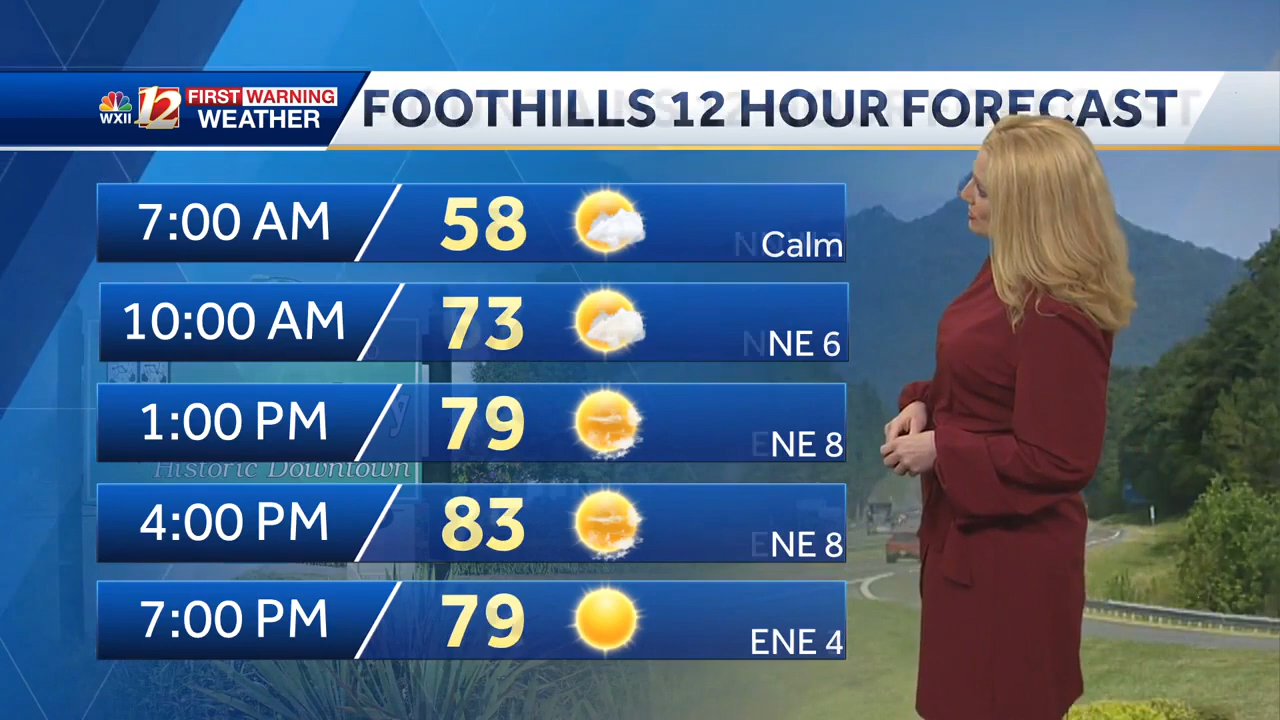 WXII 12 FIRST WARNING
WEATHER
FOOTHILLS 12 HOUR FORECAST
7:00 AM 58 Calm
10:00 AM 73 NE 6
1:00 PM 79 NE 8
4:00 PM 83 NE 8
7:00 PM 79 ENE 4
Historic Downtown